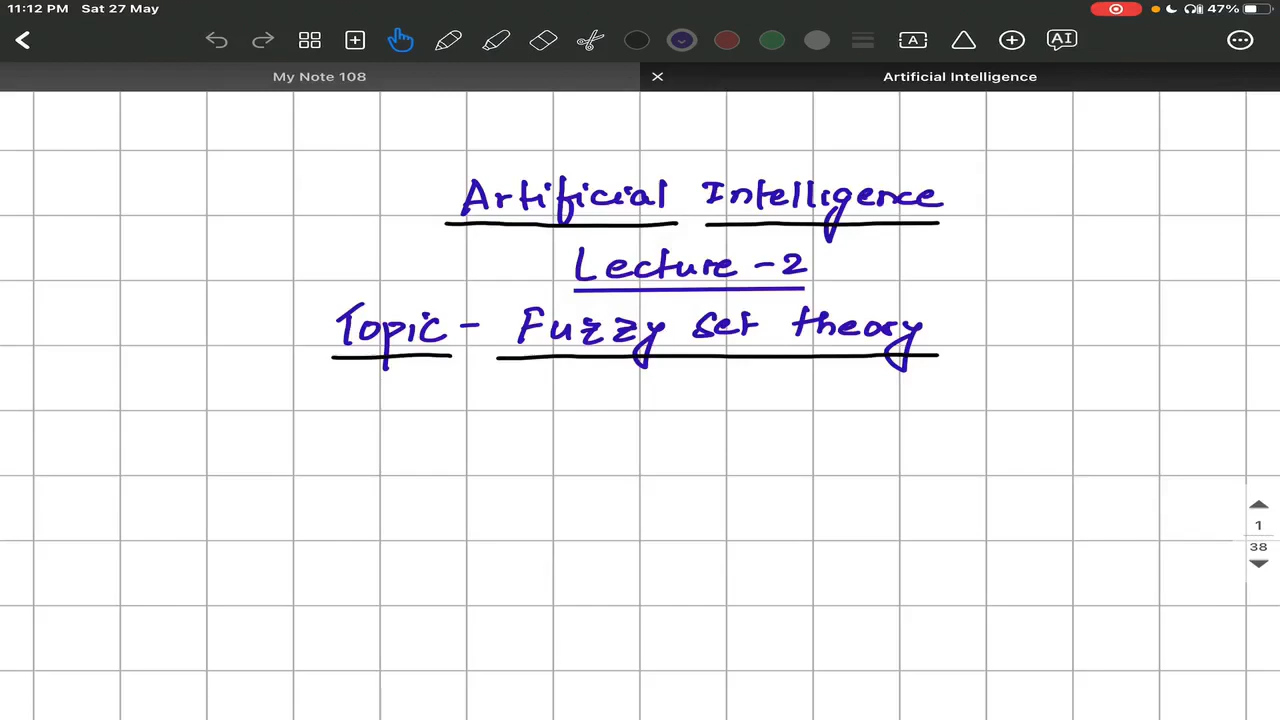 11:12 PM Sat 27 May 47%
My Note 108 Artificial Intelligence
Artificial Intelligence
Lecture -2
Topic - Fuzzy set theory
1
38